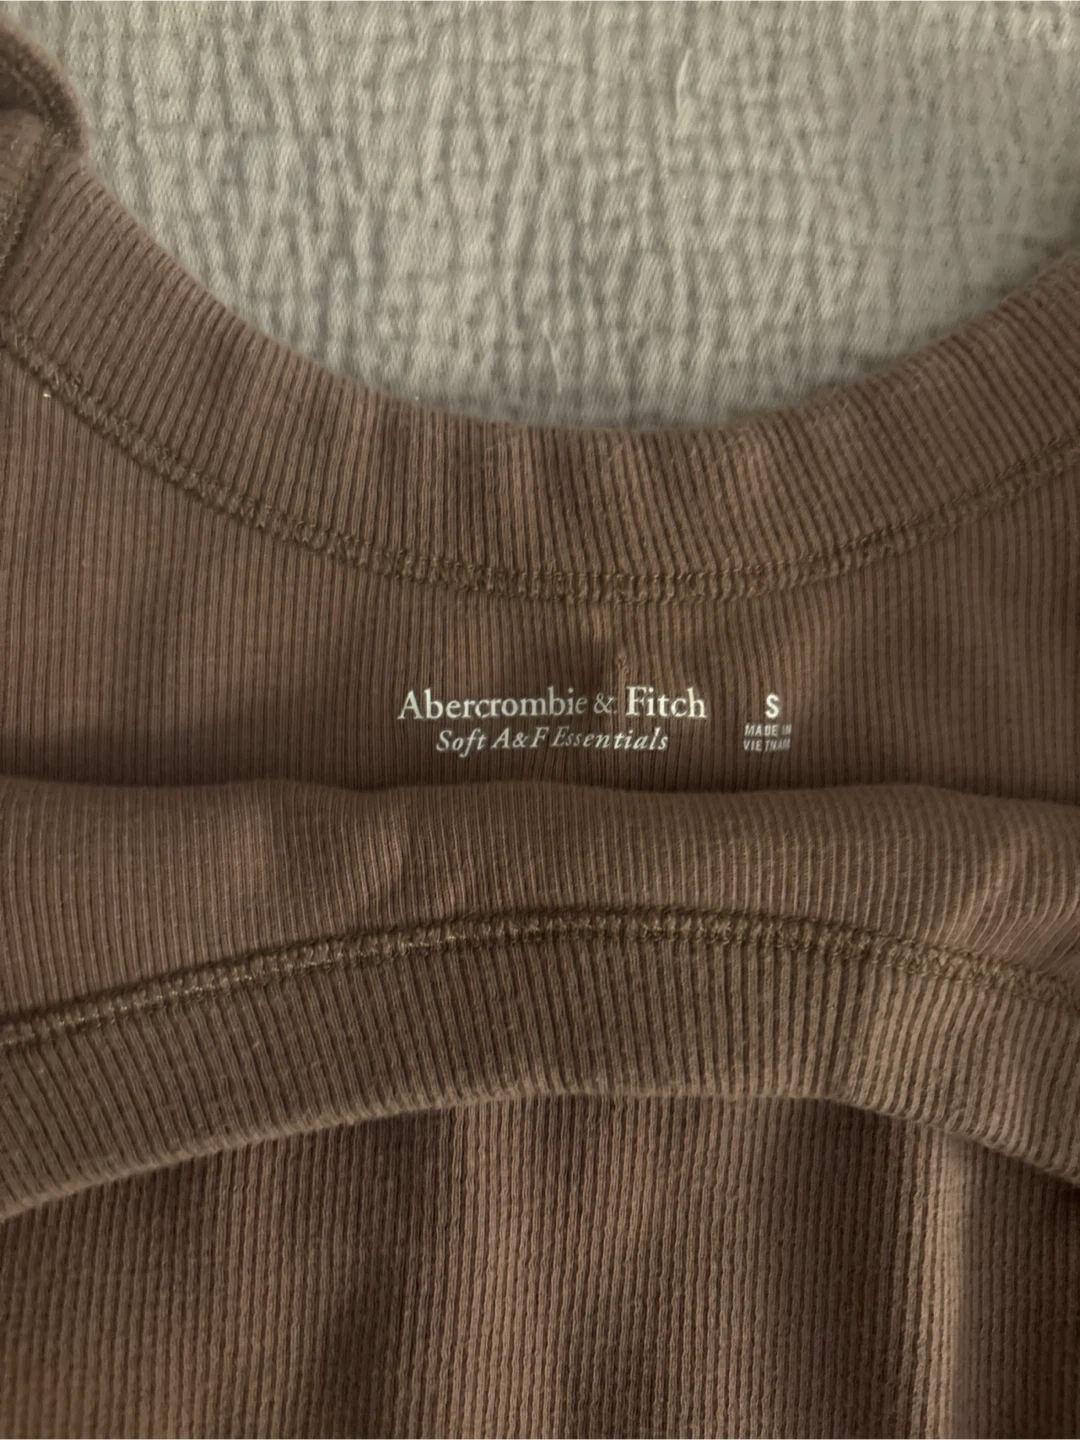 Abercrombie & Fitch
Soft A&F Essentials
S
MADE IN
VIETNAM